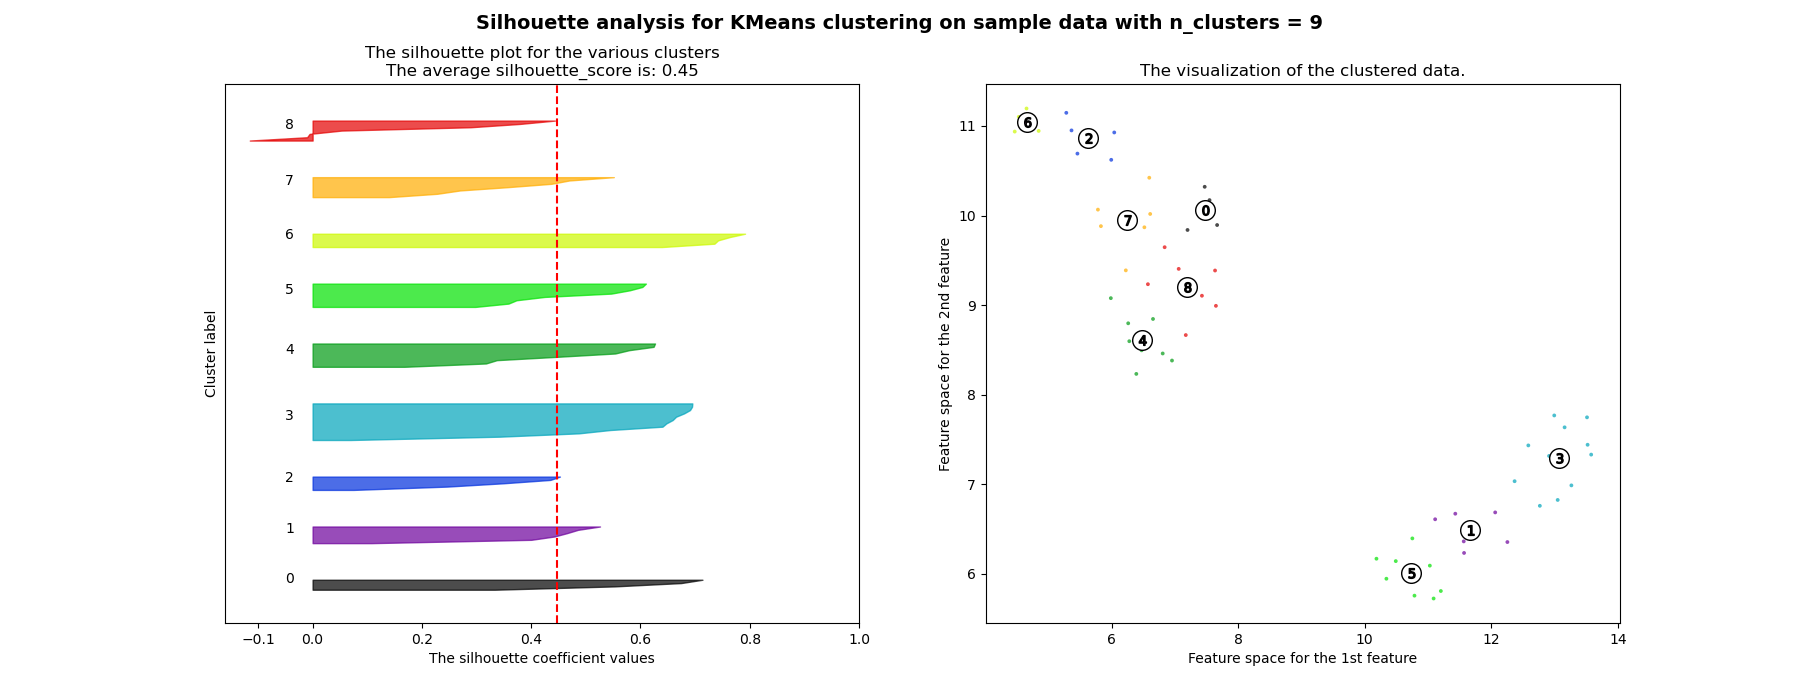 Silhouette analysis for KMeans clustering on sample data with n_clusters = 9
The silhouette plot for the various clusters
The average silhouette_score is: 0.45
8
7
6
5
4
3
2
1
0
Cluster label
−0.1 0.0 0.2 0.4 0.6 0.8 1.0
The silhouette coefficient values
The visualization of the clustered data.
11
10
9
8
7
6
Feature space for the 2nd feature
6
2
0
7
8
4
3
1
5
6 8 10 12 14
Feature space for the 1st feature